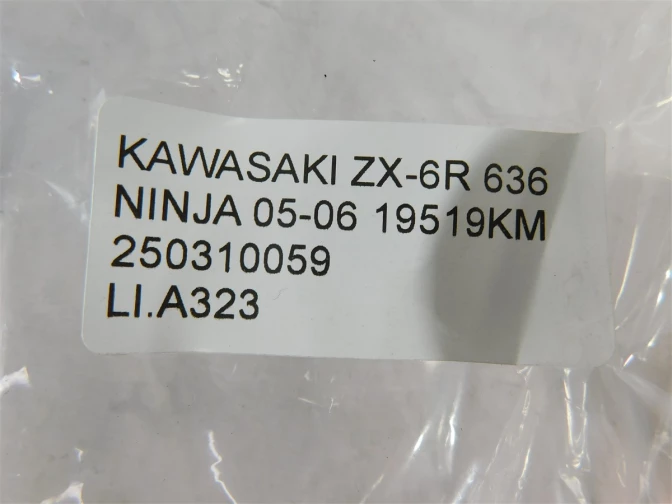 KAWASAKI ZX-6R 636
NINJA 05-06 19519KM
250310059
LI.A323